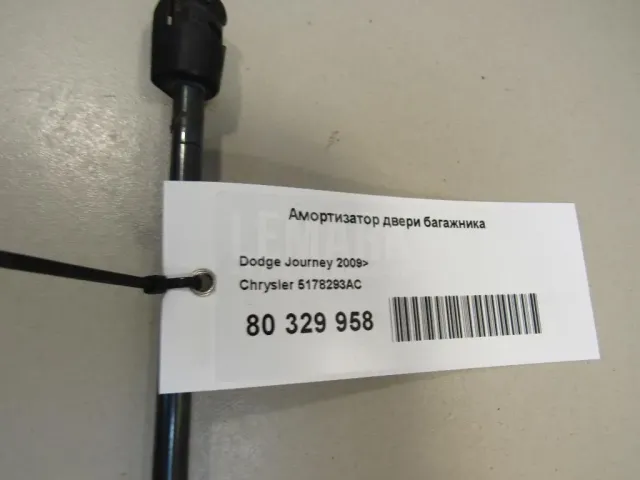 Амортизатор двери багажника
Dodge Journey 2009>
Chrysler 5178293AC
80 329 958